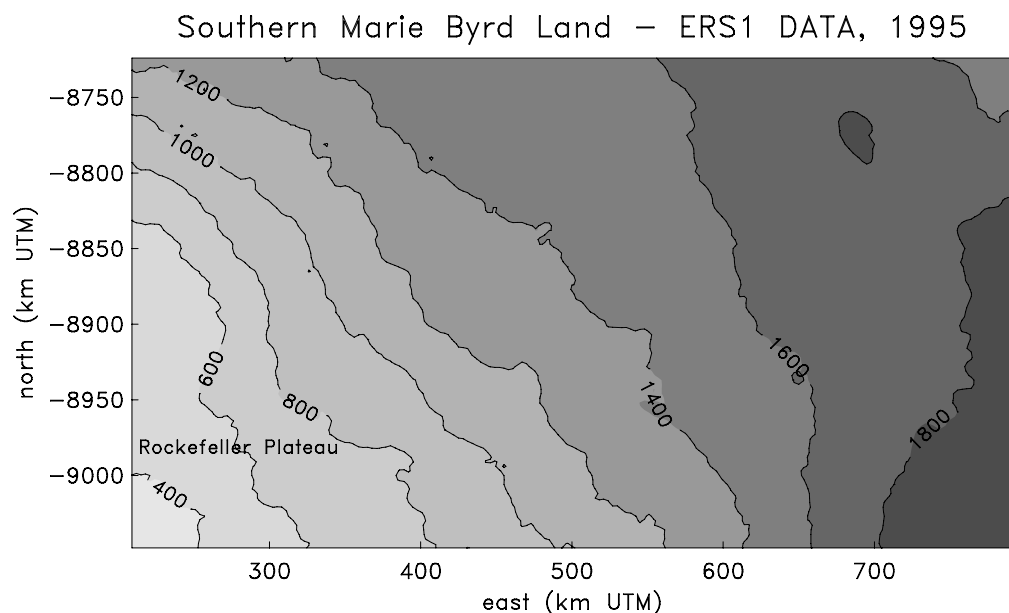 Southern Marie Byrd Land – ERS1 DATA, 1995
north (km UTM)
−8750
−8800
−8850
−8900
−8950
−9000
1200
1000
600
800
1600
1400
1800
Rockefeller Plateau
400
300 400 500 600 700
east (km UTM)